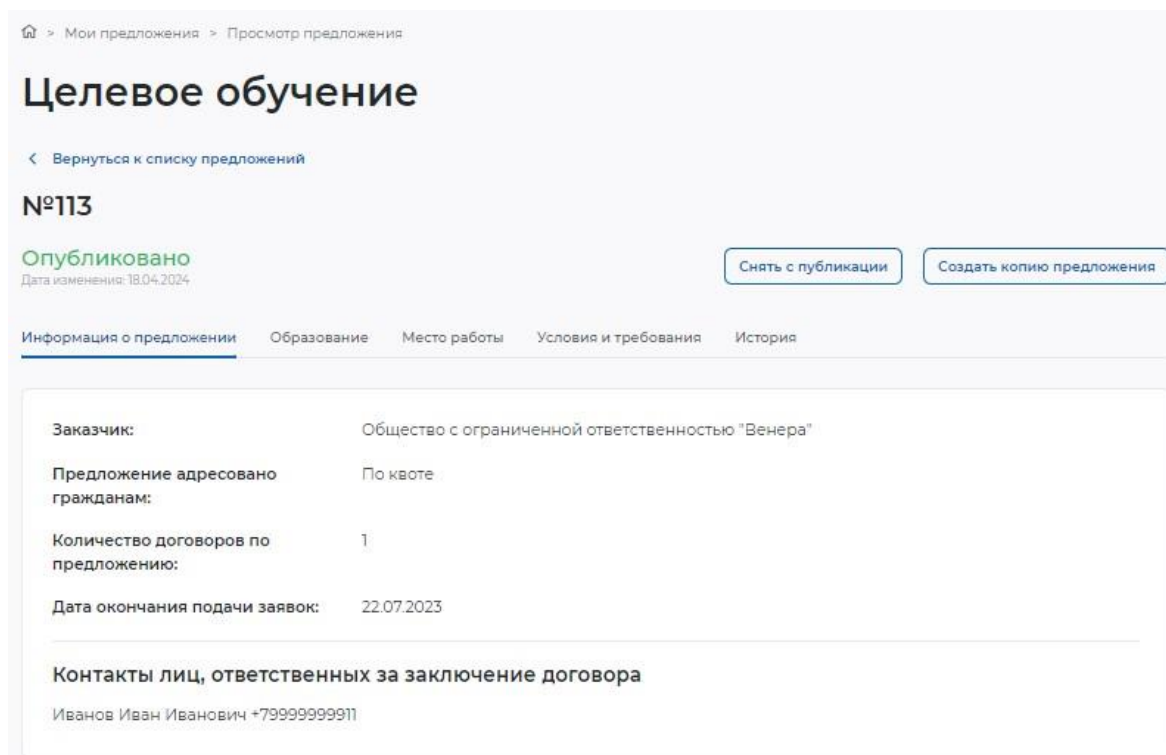 > Мои предложения > Просмотр предложения
Целевое обучение
< Вернуться к списку предложений
№113
Опубликовано
Дата изменения: 18.04.2024
Снять с публикации
Создать копию предложения
Информация о предложении Образование Место работы Условия и требования История
Заказчик: Общество с ограниченной ответственностью "Венера"
Предложение адресовано По квоте
гражданам:
Количество договоров по 1
предложению:
Дата окончания подачи заявок: 22.07.2023
Контакты лиц, ответственных за заключение договора
Иванов Иван Иванович +79999999911